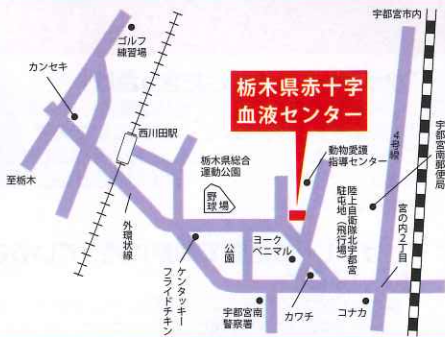 宇都宮市内
ゴルフ
練習場
カンセキ
栃木県赤十字
血液センター
西川田駅
栃木県総合
運動公園
野球場
動物愛護
指導センター
4号線
宇都宮南郵便局
陸上自衛隊北宇都宮
駐屯地(飛行場)
宮の内2丁目
至栃木
外環状線
公園
ヨーク
ベニマル
ケンタッキー
フライドチキン
宇都宮南
警察署
カワチ
コナカ